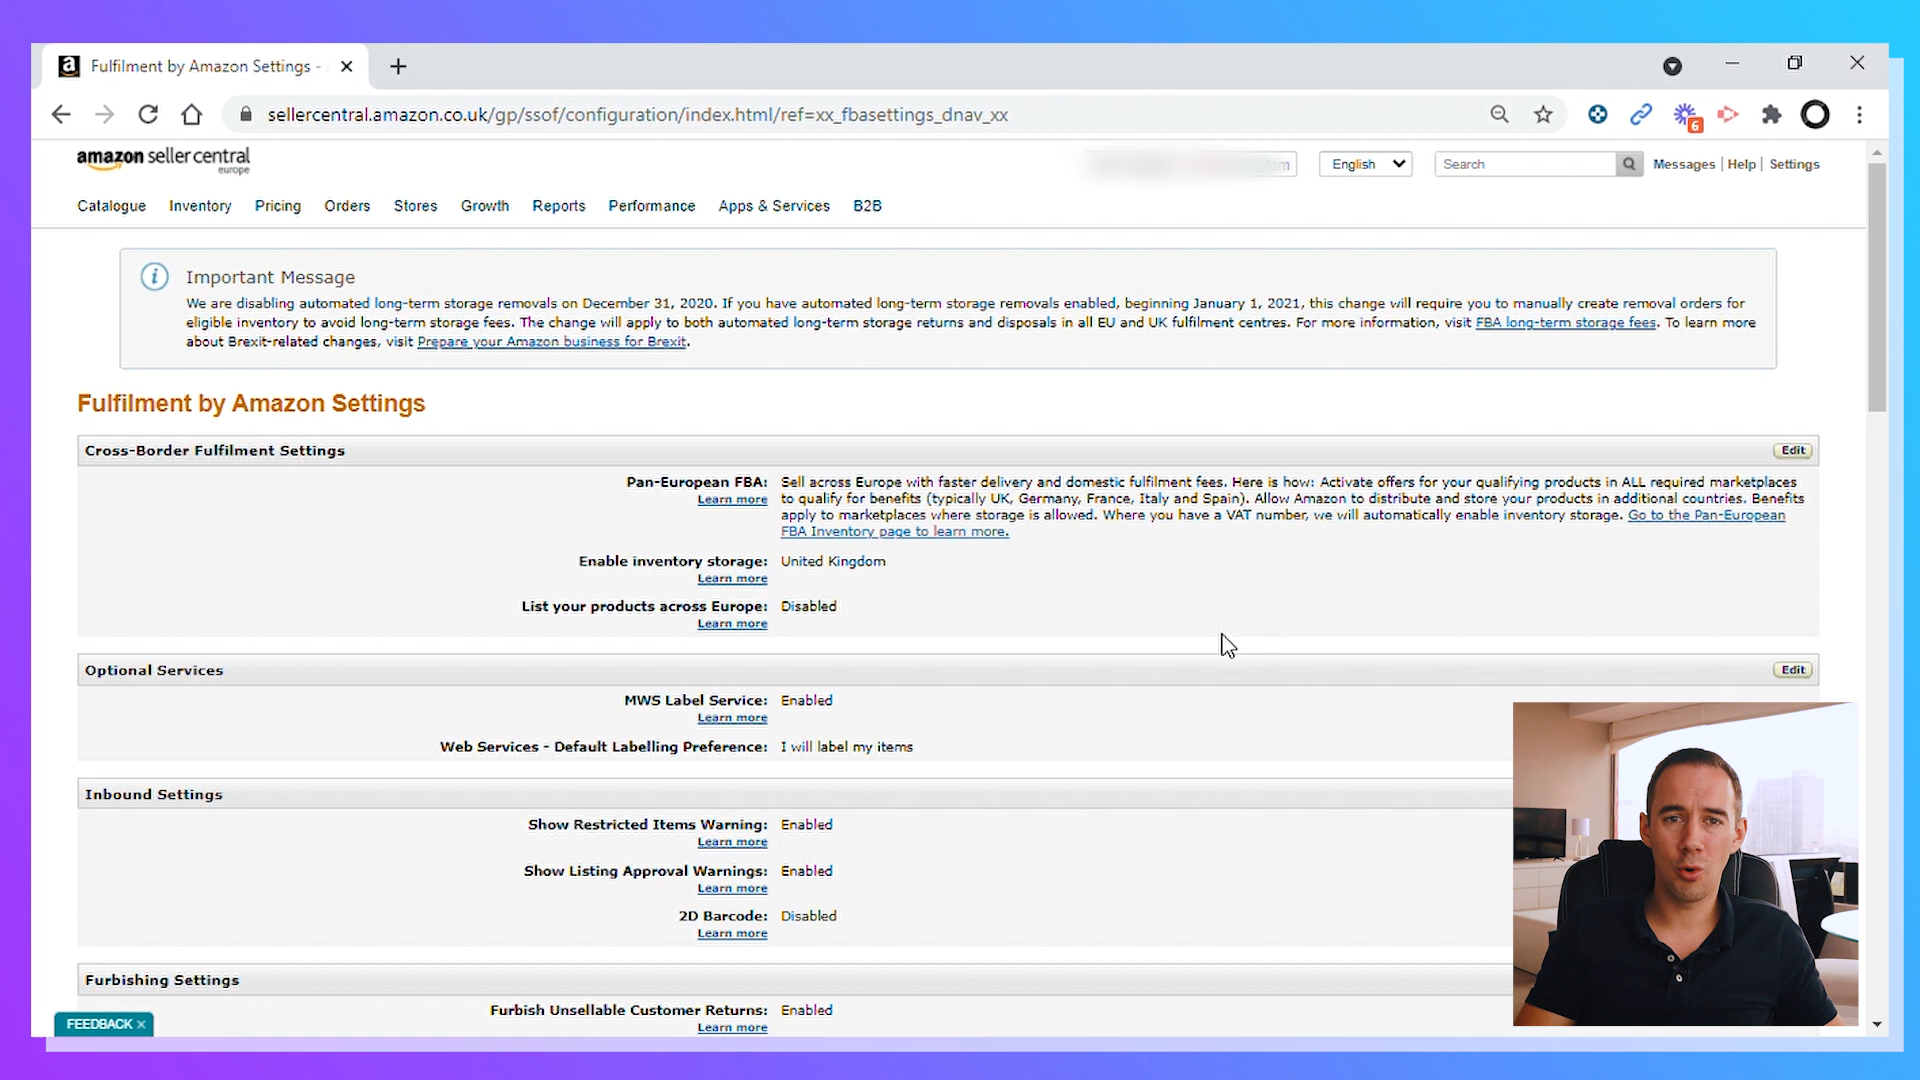 Fulfilment by Amazon Settings -
sellercentral.amazon.co.uk/gp/ssof/configuration/index.html/ref=xx_fbasettings_dnav_xx
6
amazon seller central
europe
English
Search
Messages | Help | Settings
Catalogue Inventory Pricing Orders Stores Growth Reports Performance Apps & Services B2B
Important Message
We are disabling automated long-term storage removals on December 31, 2020. If you have automated long-term storage removals enabled, beginning January 1, 2021, this change will require you to manually create removal orders for
eligible inventory to avoid long-term storage fees. The change will apply to both automated long-term storage returns and disposals in all EU and UK fulfilment centres. For more information, visit FBA long-term storage fees. To learn more
about Brexit-related changes, visit Prepare your Amazon business for Brexit.
Fulfilment by Amazon Settings
Cross-Border Fulfilment Settings Edit
Pan-European FBA: Sell across Europe with faster delivery and domestic fulfilment fees. Here is how: Activate offers for your qualifying products in ALL required marketplaces
Learn more to qualify for benefits (typically UK, Germany, France, Italy and Spain). Allow Amazon to distribute and store your products in additional countries. Benefits
apply to marketplaces where storage is allowed. Where you have a VAT number, we will automatically enable inventory storage. Go to the Pan-European
FBA Inventory page to learn more.
Enable inventory storage: United Kingdom
Learn more
List your products across Europe: Disabled
Learn more
Optional Services Edit
MWS Label Service: Enabled
Learn more
Web Services - Default Labelling Preference: I will label my items
Inbound Settings
Show Restricted Items Warning: Enabled
Learn more
Show Listing Approval Warnings: Enabled
Learn more
2D Barcode: Disabled
Learn more
Furbishing Settings
Furbish Unsellable Customer Returns: Enabled
Learn more
FEEDBACK